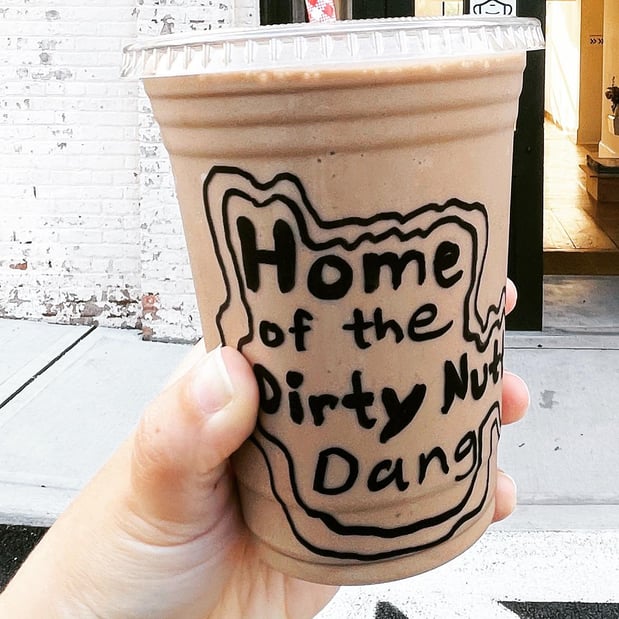 Home
of the
Dirty Nut
Dang